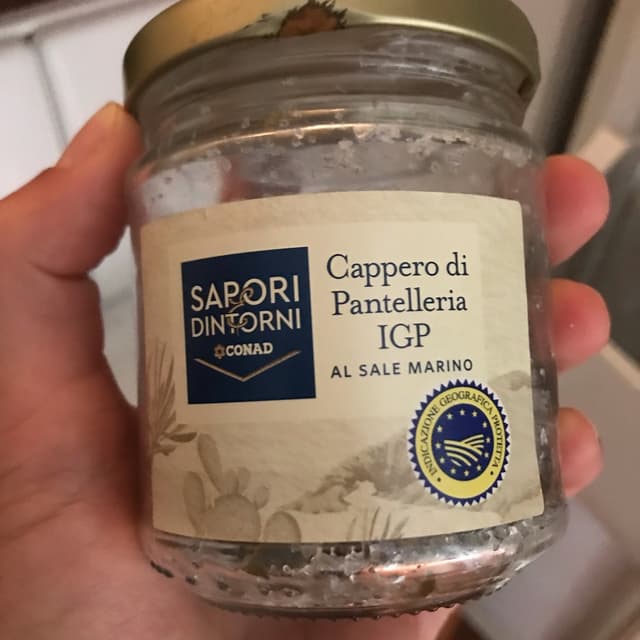 SAPORI
&
DINTORNI
CONAD
Cappero di
Pantelleria
IGP
AL SALE MARINO
INDICAZIONE GEOGRAFICA PROTETTA